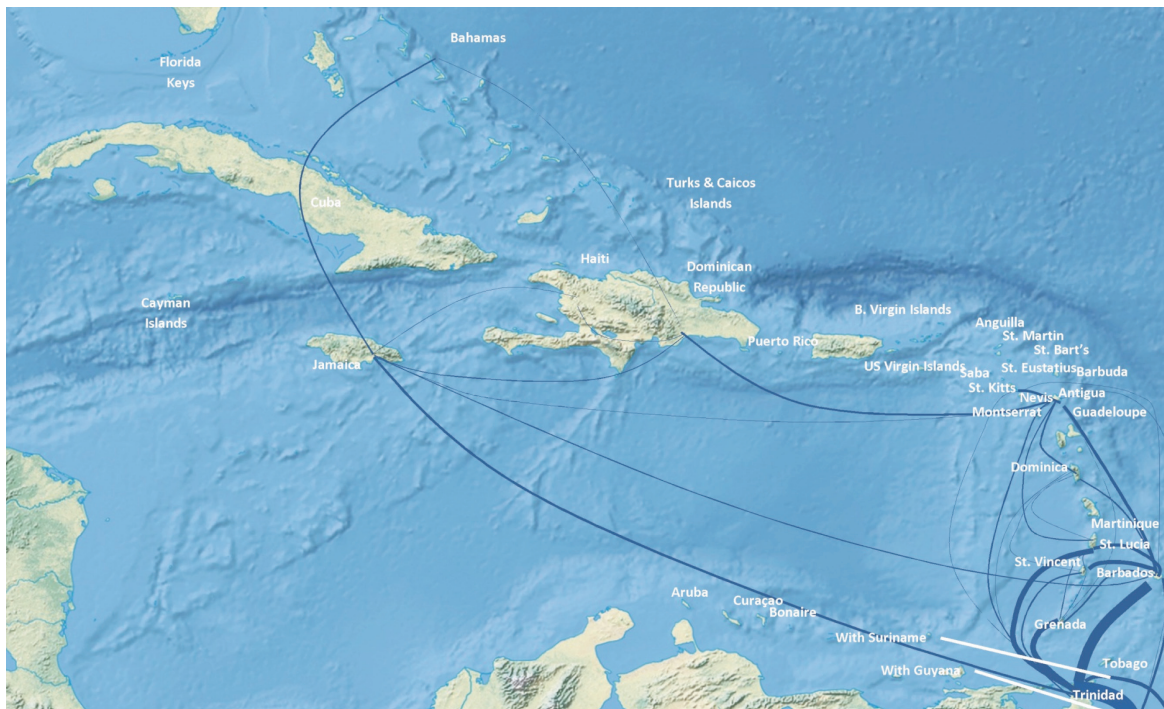 Bahamas
Florida
Keys
Turks & Caicos
Islands
Cuba
Haiti
Dominican
Republic
Cayman
Islands
B. Virgin Islands
Anguilla
St. Martin
Puerto Rico
St. Bart's
Jamaica
US Virgin Islands
St. Eustatius
Saba
Barbuda
St. Kitts
Nevis
Antigua
Montserrat
Guadeloupe
Dominica
Martinique
St. Lucia
St. Vincent
Barbados
Aruba
Curaçao
Bonaire
Grenada
With Suriname
Tobago
With Guyana
Trinidad